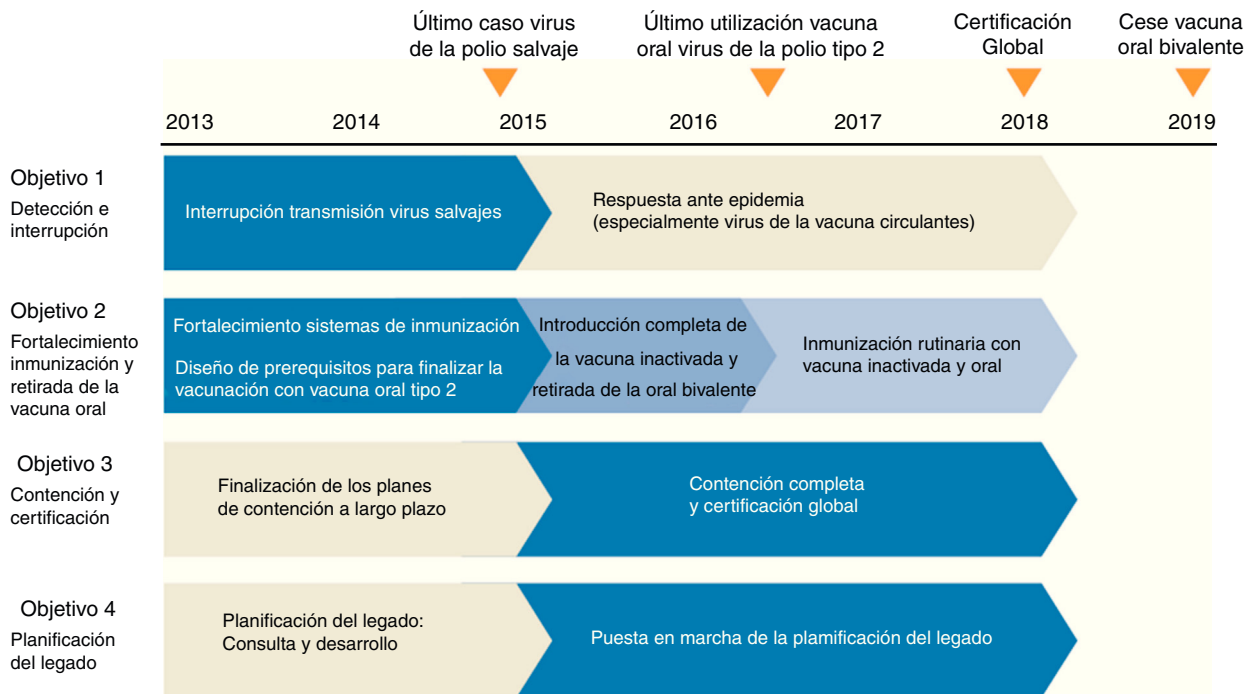 Último caso virus
de la polio salvaje
Último utilización vacuna
oral virus de la polio tipo 2
Certificación
Global
Cese vacuna
oral bivalente
2013 2014 2015 2016 2017 2018 2019
Objetivo 1
Detección e
interrupción
Interrupción transmisión virus salvajes
Respuesta ante epidemia
(especialmente virus de la vacuna circulantes)
Objetivo 2
Fortalecimiento
inmunización y
retirada de la
vacuna oral
Fortalecimiento sistemas de inmunización
Diseño de prerequisitos para finalizar la
vacunación con vacuna oral tipo 2
Introducción completa de
la vacuna inactivada y
retirada de la oral bivalente
Inmunización rutinaria con
vacuna inactivada y oral
Objetivo 3
Contención y
certificación
Finalización de los planes
de contención a largo plazo
Contención completa
y certificación global
Objetivo 4
Planificación
del legado
Planificación del legado:
Consulta y desarrollo
Puesta en marcha de la plamificación del legado